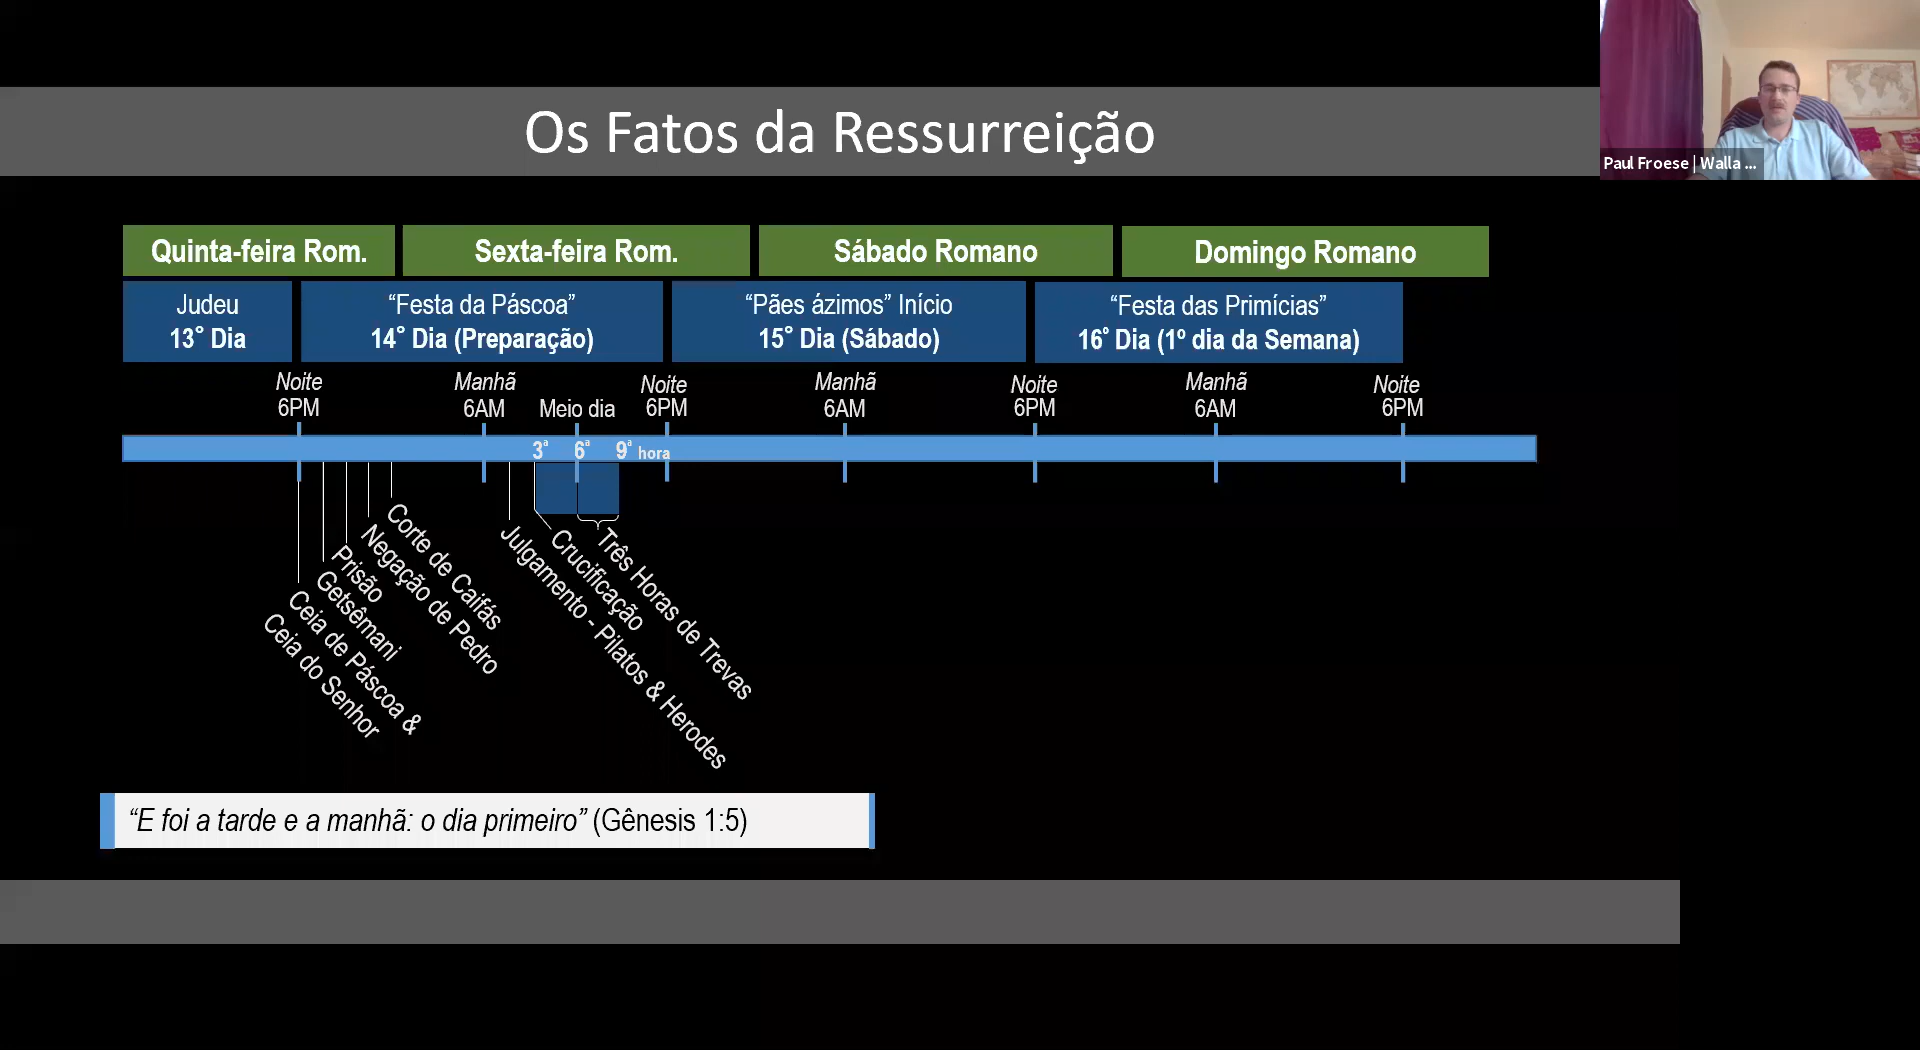 Os Fatos da Ressurreição
Paul Froese | Walla ...
Quinta-feira Rom.
Sexta-feira Rom.
Sábado Romano
Domingo Romano
Judeu
13° Dia
“Festa da Páscoa”
14° Dia (Preparação)
“Pães ázimos” Início
15° Dia (Sábado)
“Festa das Primícias”
16° Dia (1º dia da Semana)
Noite
6PM
Manhã
6AM
Meio dia
Noite
6PM
Manhã
6AM
Noite
6PM
Manhã
6AM
Noite
6PM
3ª
6ª
9ª hora
Ceia do Senhor
Ceia de Páscoa &
Getsêmani
Prisão
Negação de Pedro
Corte de Caifás
Julgamento - Pilatos & Herodes
Crucificação
Três Horas de Trevas
“E foi a tarde e a manhã: o dia primeiro” (Gênesis 1:5)